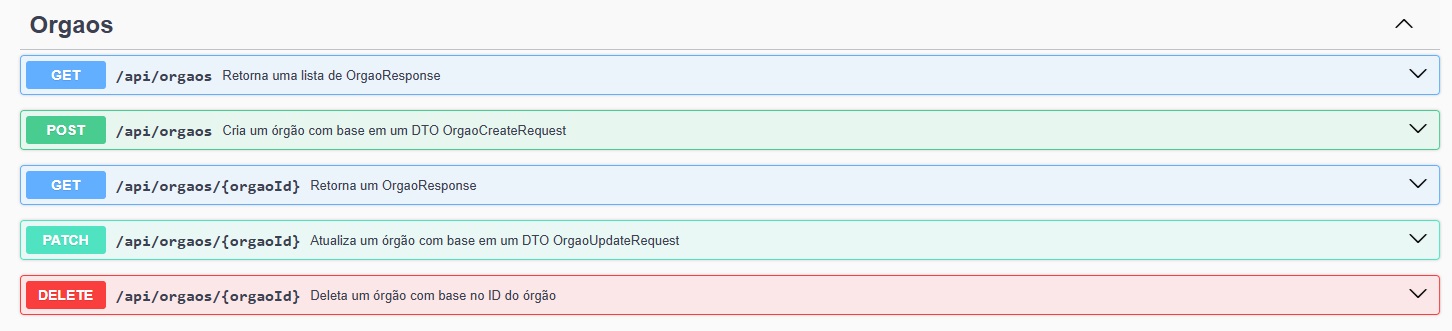 Orgaos
GET /api/orgaos Retorna uma lista de OrgaoResponse
POST /api/orgaos Cria um órgão com base em um DTO OrgaoCreateRequest
GET /api/orgaos/{orgaoId} Retorna um OrgaoResponse
PATCH /api/orgaos/{orgaoId} Atualiza um órgão com base em um DTO OrgaoUpdateRequest
DELETE /api/orgaos/{orgaoId} Deleta um órgão com base no ID do órgão